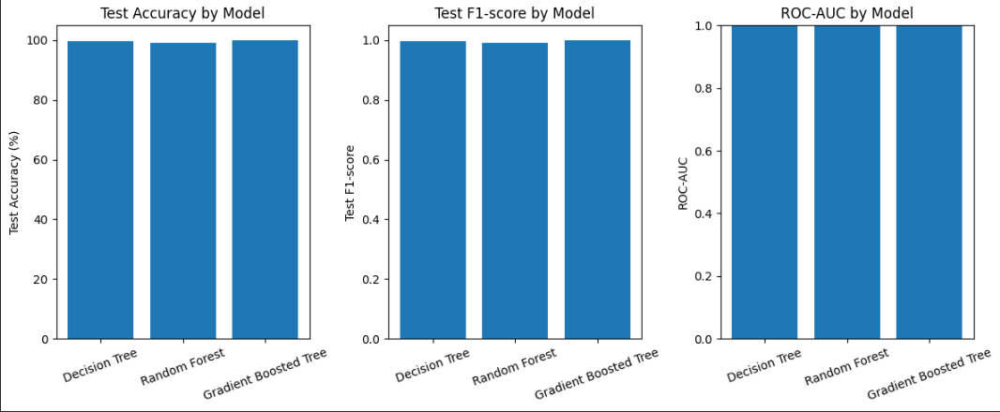 Test Accuracy by Model
Test Accuracy (%)
100
80
60
40
20
0
Decision Tree
Random Forest
Gradient Boosted Tree
Test F1-score by Model
Test F1-score
1.0
0.8
0.6
0.4
0.2
0.0
Decision Tree
Random Forest
Gradient Boosted Tree
ROC-AUC by Model
ROC-AUC
1.0
0.8
0.6
0.4
0.2
0.0
Decision Tree
Random Forest
Gradient Boosted Tree